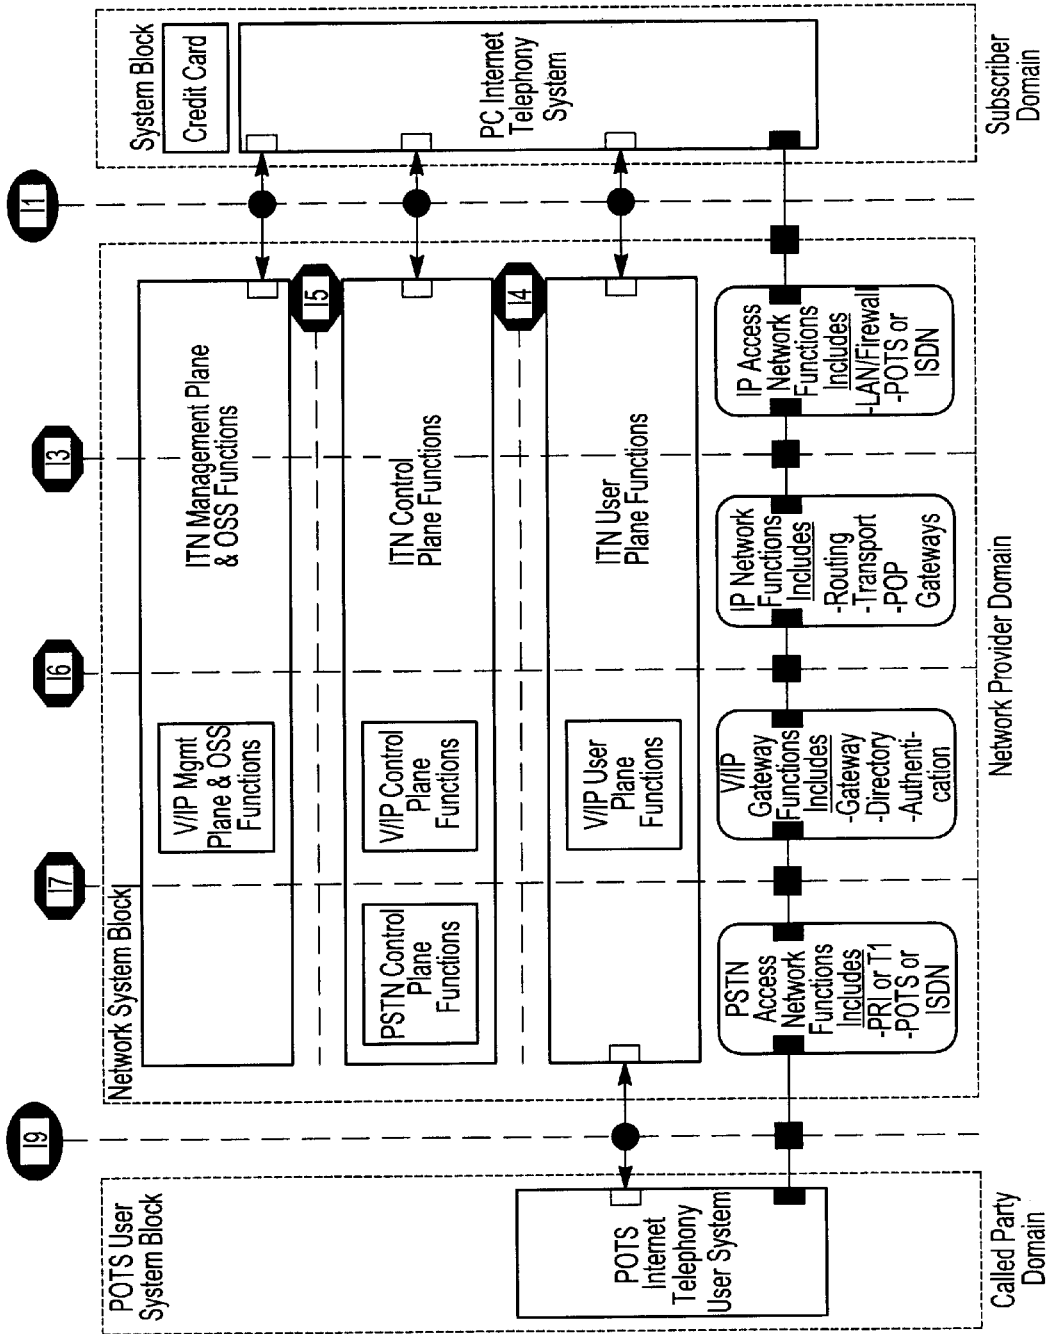 I9
I7
I6
I3
I1
POTS User
System Block
Network System Block
System Block
Credit Card
V/IP Mgmt
Plane & OSS
Functions
ITN Management Plane
& OSS Functions
I5
PSTN Control
Plane
Functions
V/IP Control
Plane
Functions
ITN Control
Plane Functions
I4
V/IP User
Plane
Functions
ITN User
Plane Functions
PC Internet
Telephony
System
POTS
Internet
Telephony
User System
PSTN
Access
Network
Functions
Includes
-PRI or T1
-POTS or
ISDN
V/IP
Gateway
Functions
Includes
-Gateway
-Directory
-Authenti-
cation
IP Network
Functions
Includes
-Routing
-Transport
-POP
Gateways
IP Access
Network
Functions
Includes
-LAN/Firewall
-POTS or
ISDN
Called Party
Domain
Network Provider Domain
Subscriber
Domain